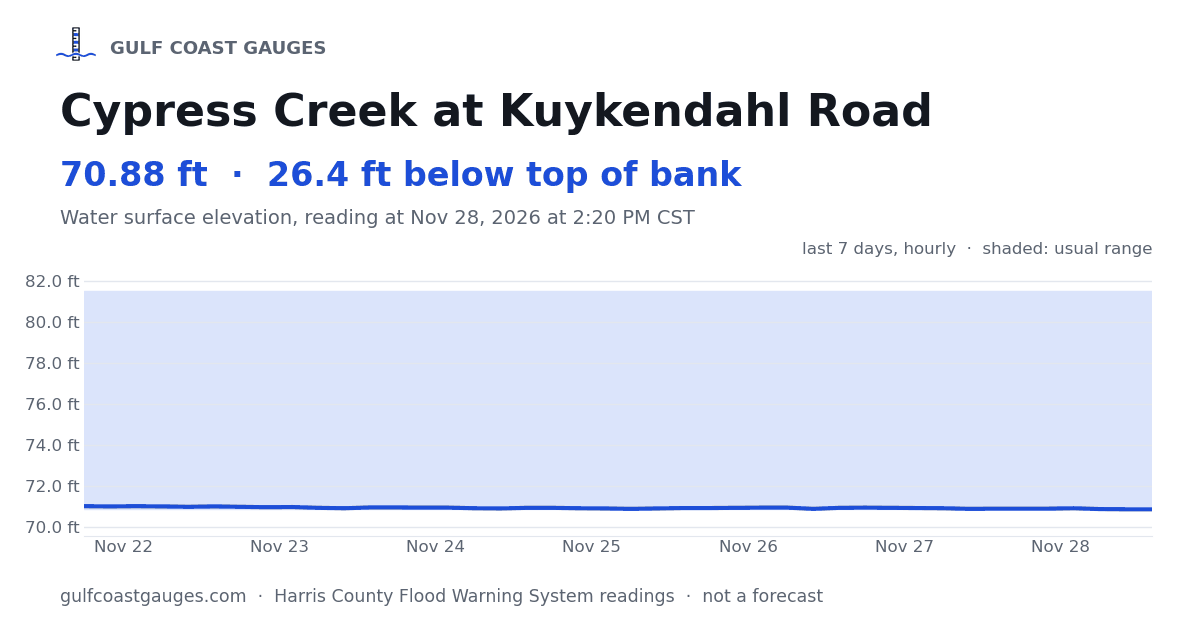 GULF COAST GAUGES
Cypress Creek at Kuykendahl Road
70.88 ft · 26.4 ft below top of bank
Water surface elevation, reading at Nov 28, 2026 at 2:20 PM CST
last 7 days, hourly · shaded: usual range
82.0 ft
80.0 ft
78.0 ft
76.0 ft
74.0 ft
72.0 ft
70.0 ft
Nov 22 Nov 23 Nov 24 Nov 25 Nov 26 Nov 27 Nov 28
gulfcoastgauges.com · Harris County Flood Warning System readings · not a forecast